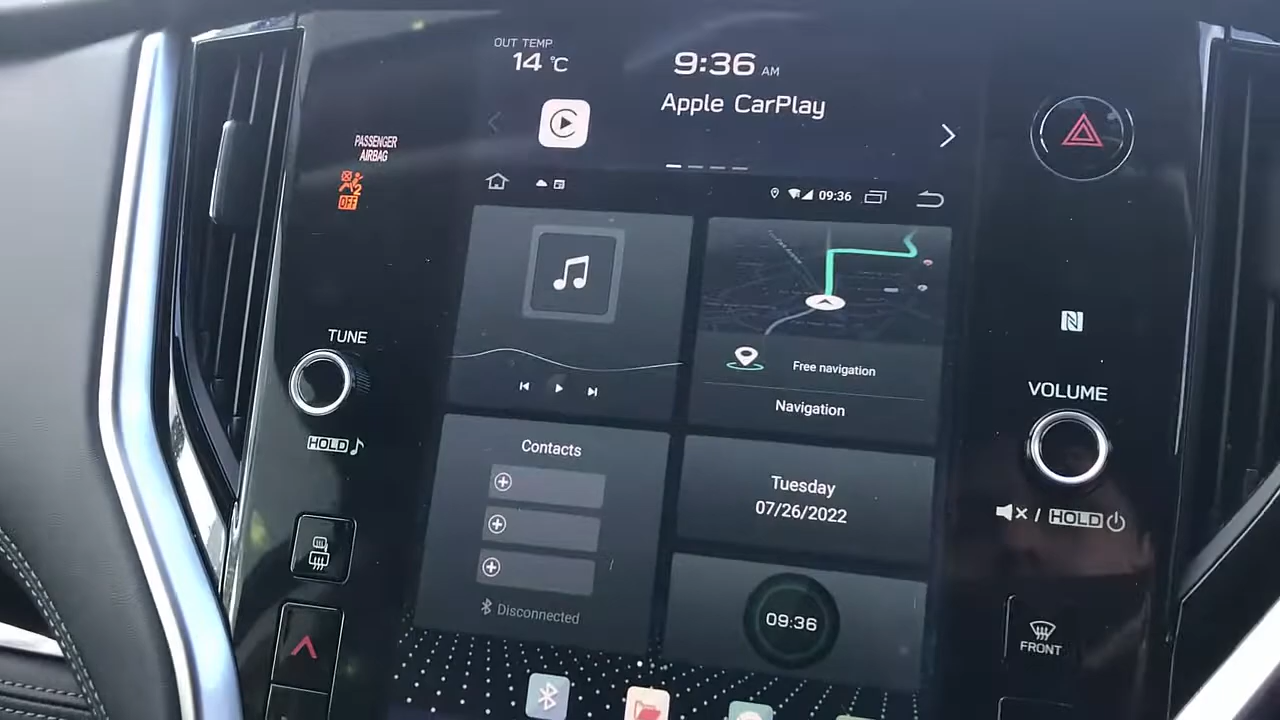 OUT TEMP
14 °C
9:36 AM
Apple CarPlay
PASSENGER
AIRBAG
2
OFF
09:36
TUNE
HOLD
Free navigation
Navigation
VOLUME
Contacts
Tuesday
07/26/2022
/ HOLD
Disconnected
09:36
FRONT